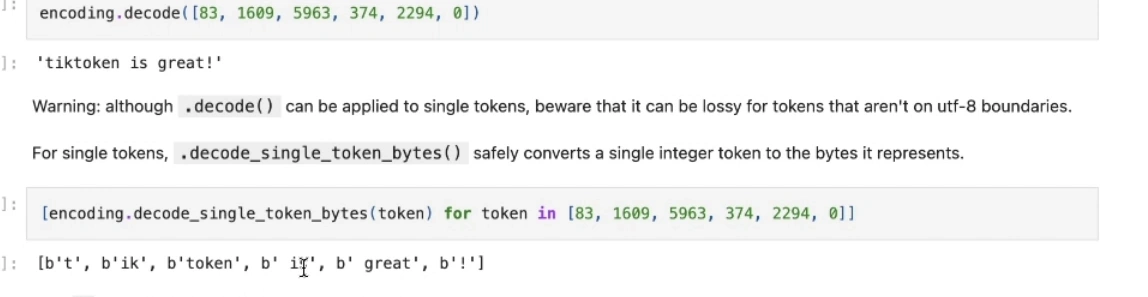 ]:
encoding.decode([83, 1609, 5963, 374, 2294, 0])
]: 'tiktoken is great!'
Warning: although .decode() can be applied to single tokens, beware that it can be lossy for tokens that aren't on utf-8 boundaries.
For single tokens, .decode_single_token_bytes() safely converts a single integer token to the bytes it represents.
]: [encoding.decode_single_token_bytes(token) for token in [83, 1609, 5963, 374, 2294, 0]]
]: [b't', b'ik', b'token', b' is', b' great', b'!']